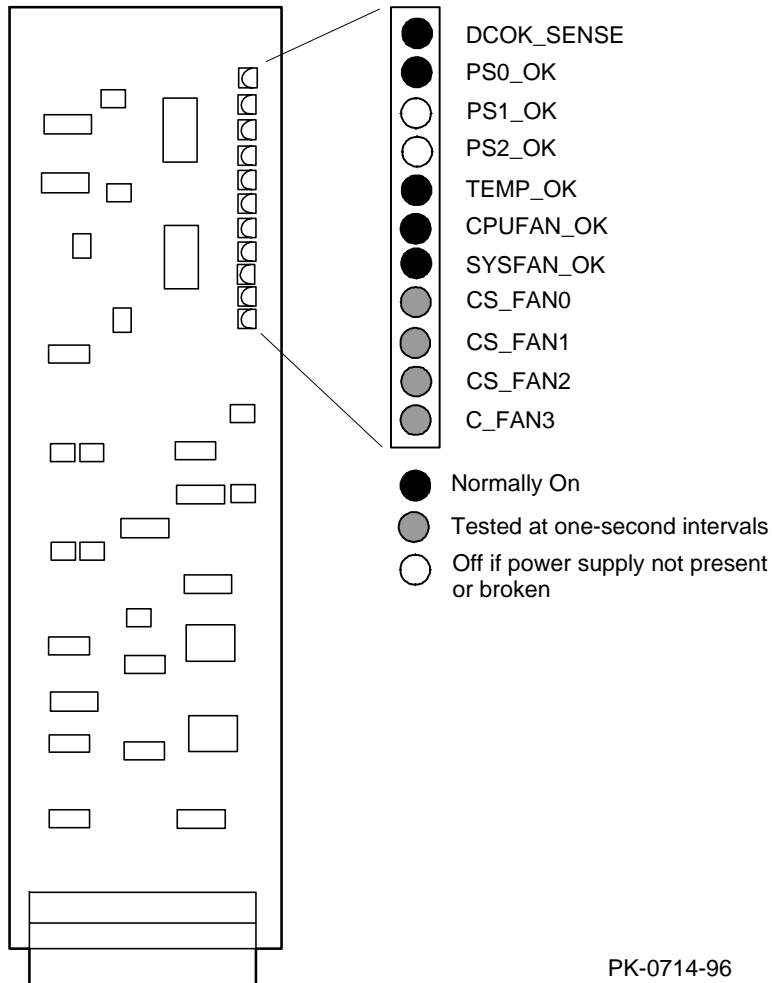 DCOK_SENSE
PS0_OK
PS1_OK
PS2_OK
TEMP_OK
CPUFAN_OK
SYSFAN_OK
CS_FAN0
CS_FAN1
CS_FAN2
C_FAN3
Normally On
Tested at one-second intervals
Off if power supply not present
or broken
PK-0714-96